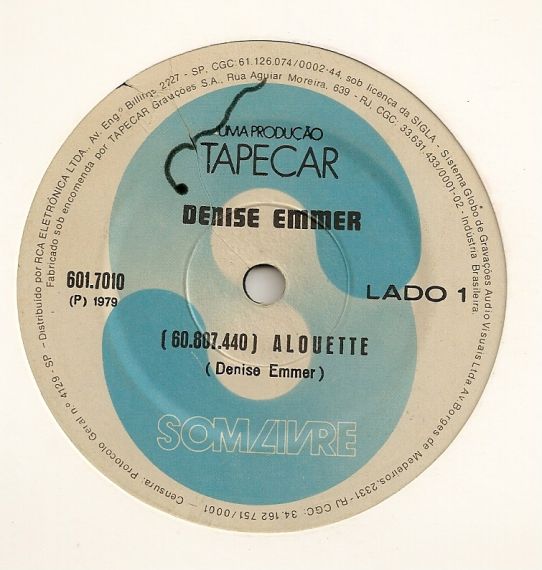 UMA PRODUÇÃO
TAPECAR
DENISE EMMER
601.7010
(P) 1979
LADO 1
(60.807.440) ALOUETTE
(Denise Emmer)
SOM LIVRE
Censura: Protocolo Geral n.º 4129 - SP - Distribuído por RCA ELETRÔNICA LTDA., Av. Eng.º Billings 2227 - SP, CGC: 61.126.074/0002-44, sob licença da SIGLA - Sistema Globo de Gravações Audio Visuais Ltda Av Borges de Medeiros, 2331 - RJ CGC: 34.162.751/0001
Fabricado sob encomenda por TAPECAR Gravações S.A., Rua Aguiar Moreira, 639 - RJ, CGC: 33.631.433/0001-02 - Indústria Brasileira.